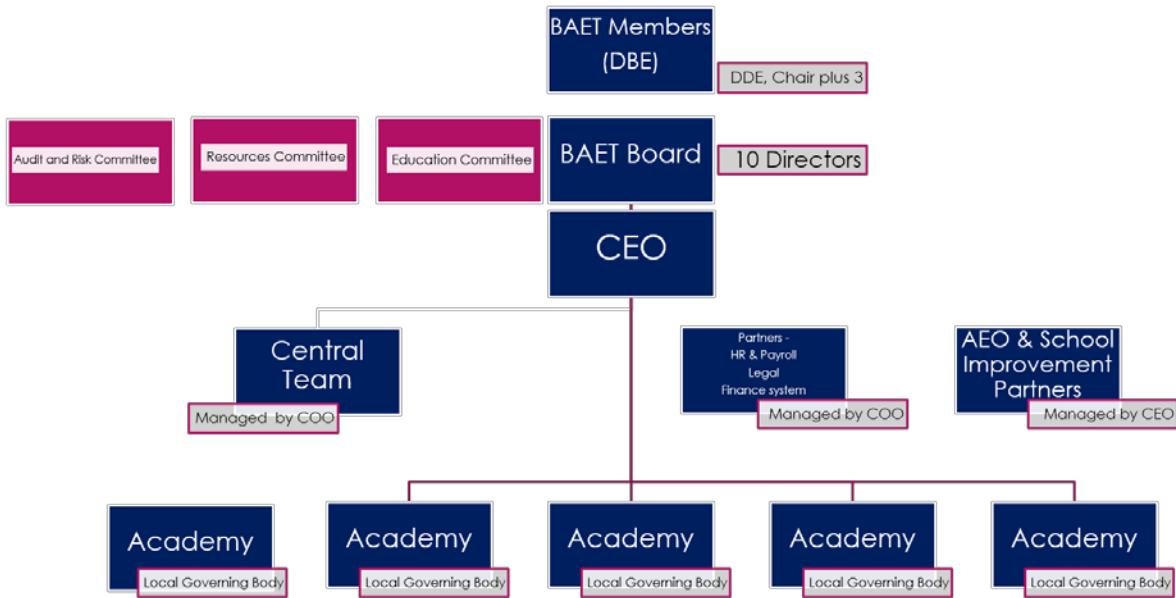 BAET Members
(DBE)
DDE, Chair plus 3
Audit and Risk Committee
Resources Committee
Education Committee
BAET Board
10 Directors
CEO
Central
Team
Managed by COO
Partners -
HR & Payroll
Legal
Finance system
Managed by COO
AEO & School
Improvement
Partners
Managed by CEO
Academy
Local Governing Body
Academy
Local Governing Body
Academy
Local Governing Body
Academy
Local Governing Body
Academy
Local Governing Body